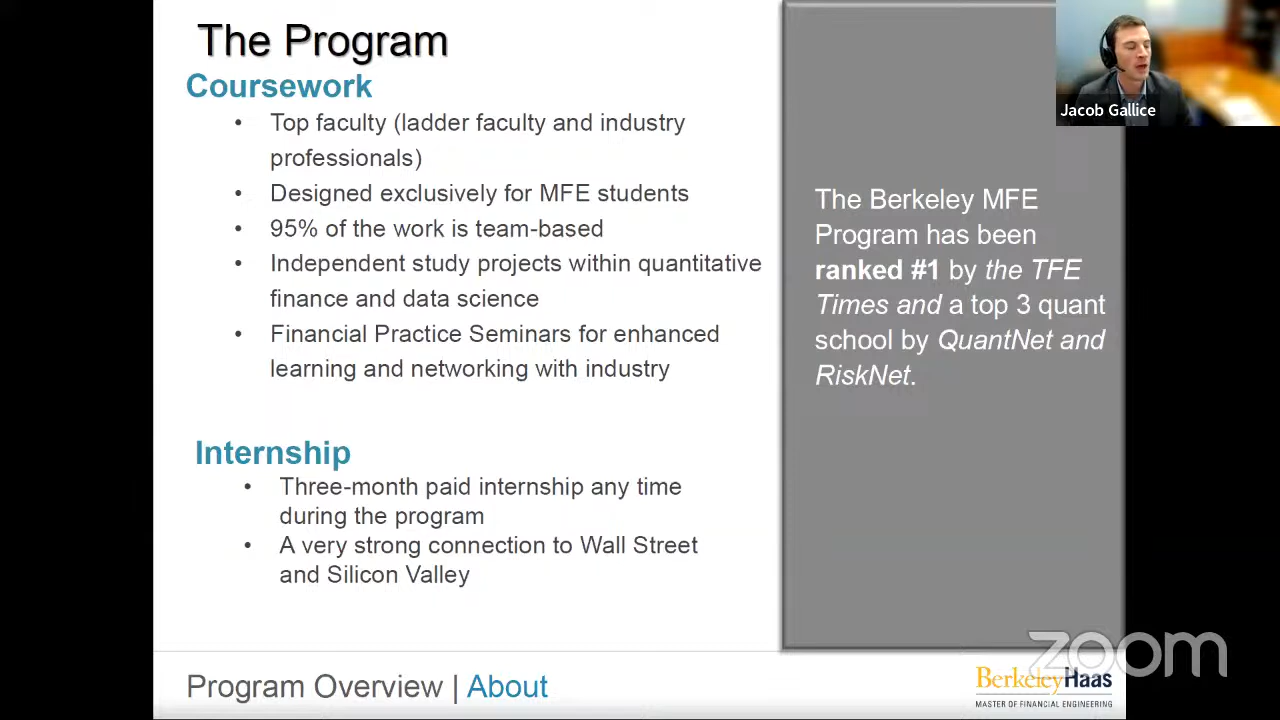 The Program
Coursework
• Top faculty (ladder faculty and industry
professionals)
• Designed exclusively for MFE students
• 95% of the work is team-based
• Independent study projects within quantitative
finance and data science
• Financial Practice Seminars for enhanced
learning and networking with industry
Internship
• Three-month paid internship any time
during the program
• A very strong connection to Wall Street
and Silicon Valley
The Berkeley MFE
Program has been
ranked #1 by the TFE
Times and a top 3 quant
school by QuantNet and
RiskNet.
Jacob Gallice
Program Overview | About
BerkeleyHaas
MASTER OF FINANCIAL ENGINEERING
zoom